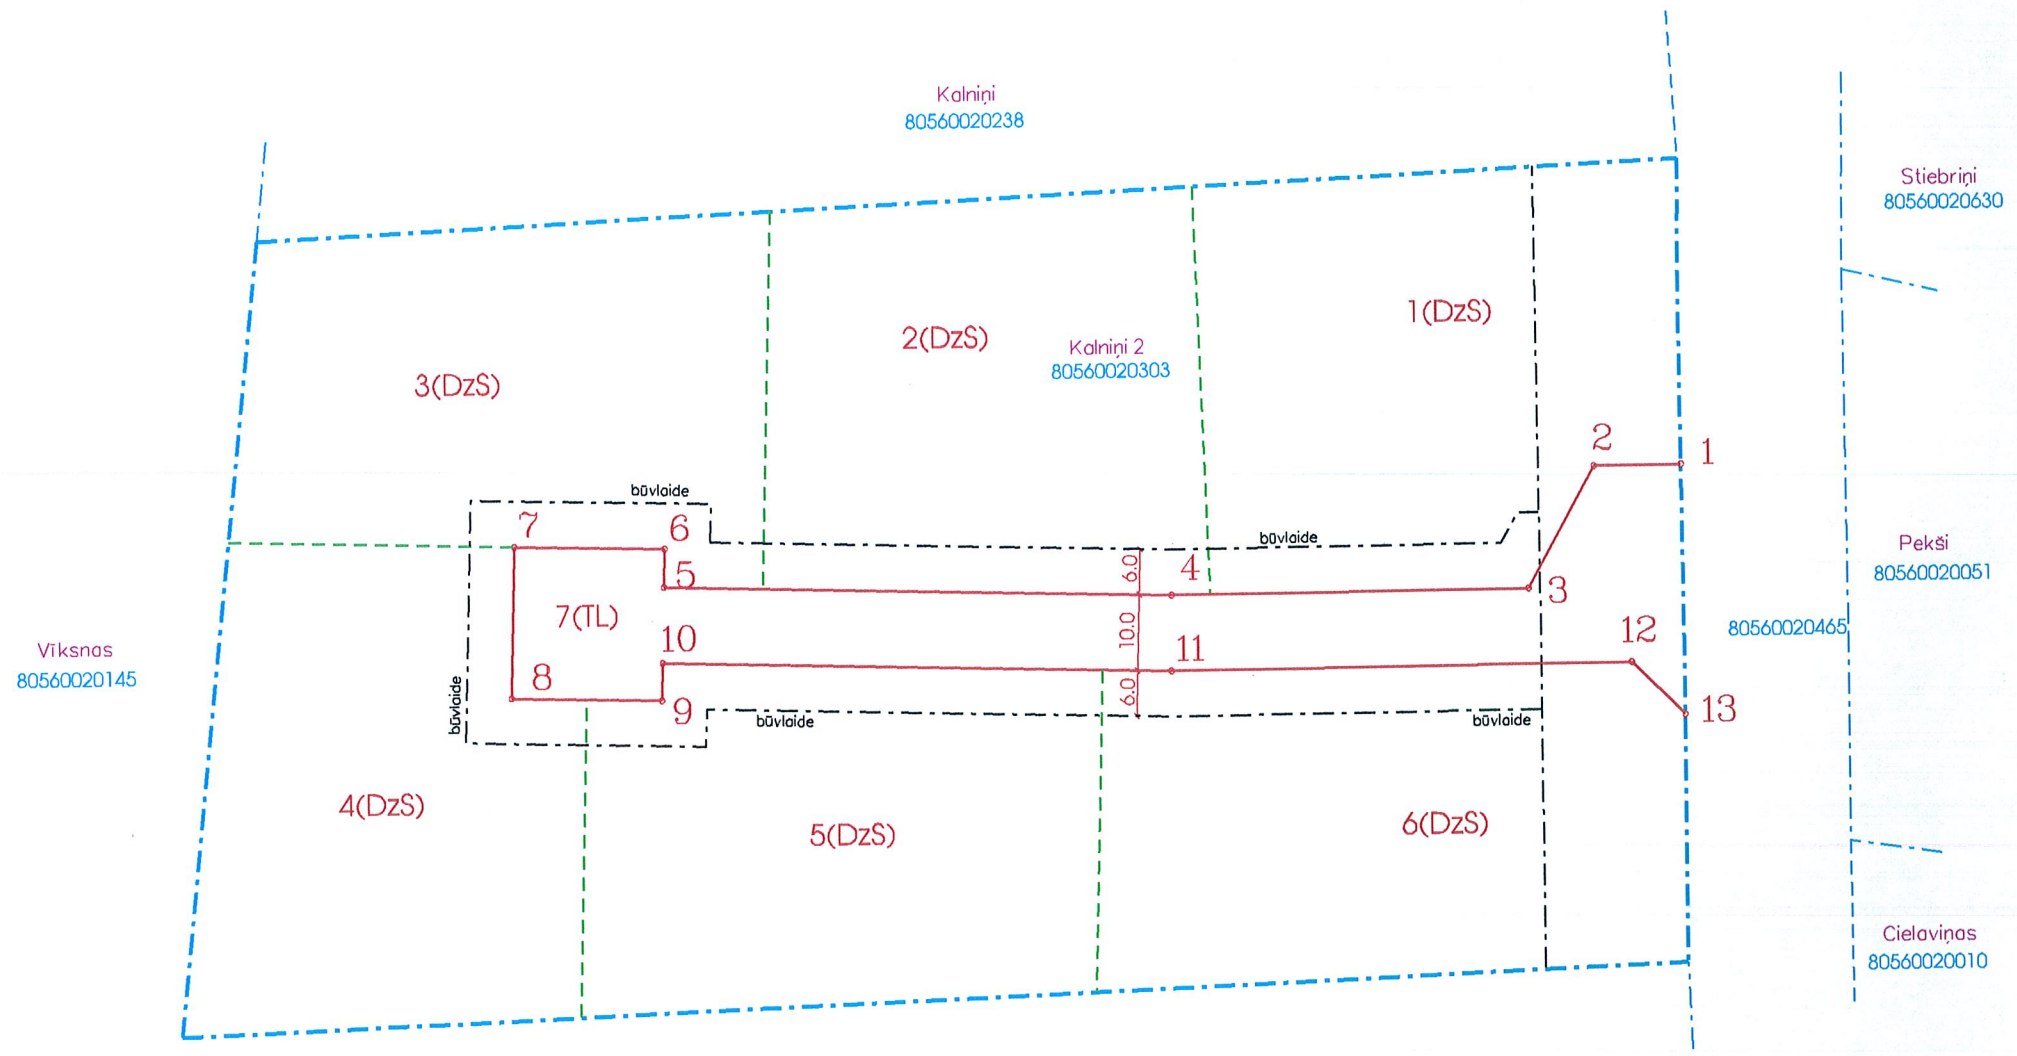 Kalniņi
80560020238
Stiebriņi
80560020630
1(DzS)
2(DzS)
Kalniņi 2
80560020303
3(DzS)
2
1
būvlaide
7
6
būvlaide
Pekši
80560020051
6.0
4
5
3
7(TL)
10.0
10
11
12
80560020465
Vīksnas
80560020145
8
6.0
9
13
būvlaide
būvlaide
būvlaide
4(DzS)
5(DzS)
6(DzS)
Cielaviņas
80560020010